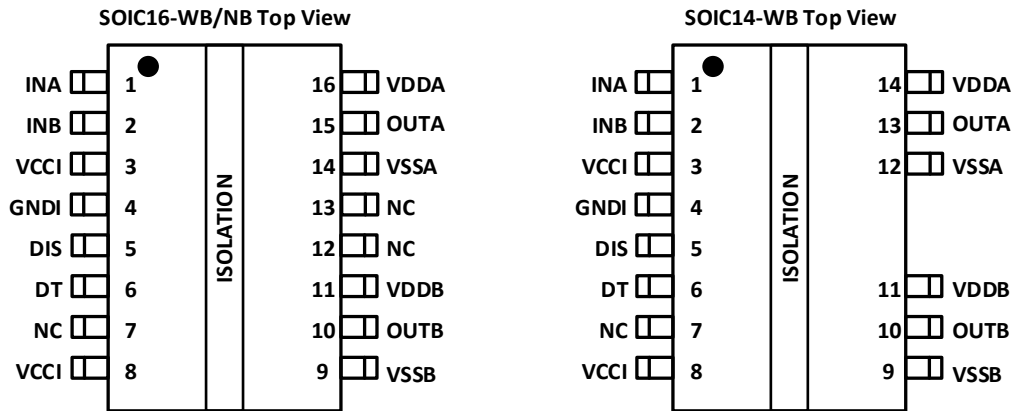 SOIC16-WB/NB Top View
INA 1 16 VDDA
INB 2 15 OUTA
VCCI 3 14 VSSA
GNDI 4 13 NC
DIS 5 12 NC
DT 6 11 VDDB
NC 7 10 OUTB
VCCI 8 9 VSSB
ISOLATION
SOIC14-WB Top View
INA 1 14 VDDA
INB 2 13 OUTA
VCCI 3 12 VSSA
GNDI 4
DIS 5
DT 6 11 VDDB
NC 7 10 OUTB
VCCI 8 9 VSSB
ISOLATION